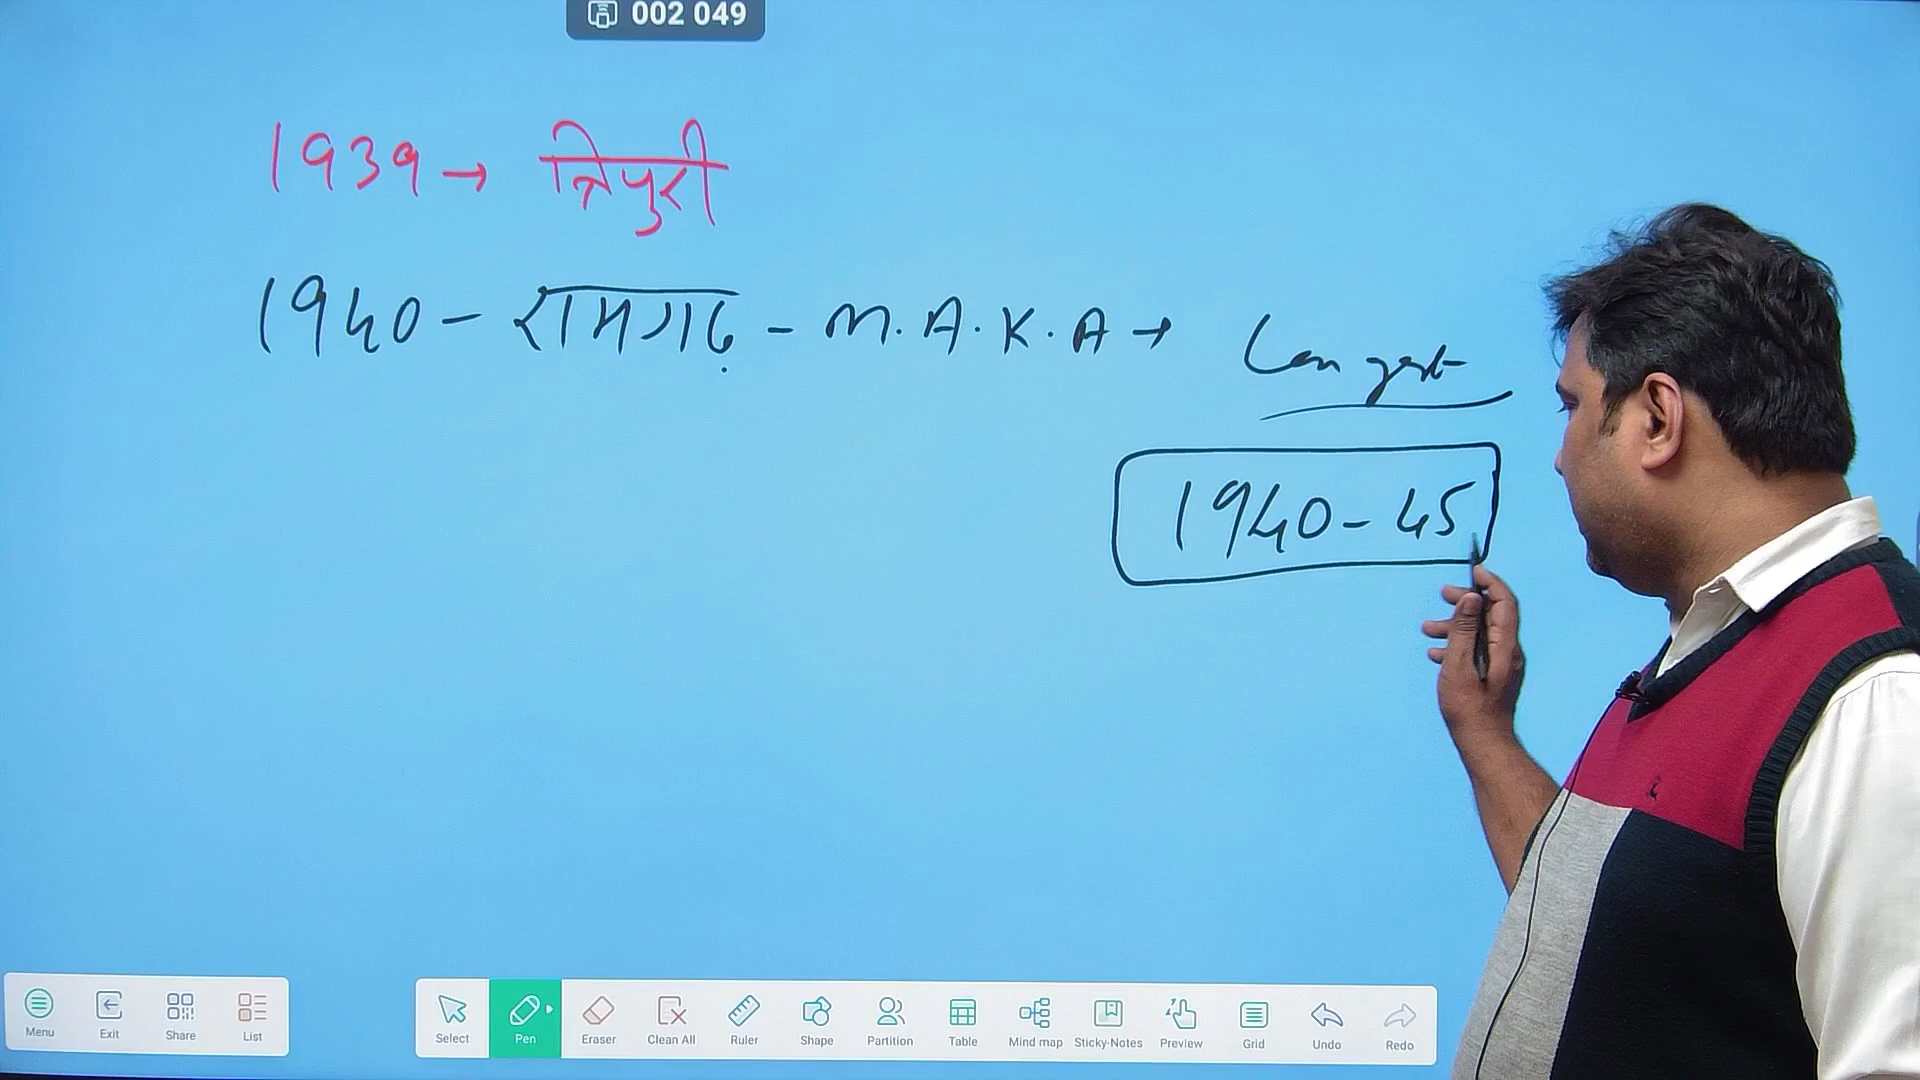 002 049
1939 → त्रिपुरी
1940 - रामगढ़ - M.A.K.A → Longest
1940-45
Menu Exit Share List
Select Pen Eraser Clean All Ruler Shape Partition Table Mind map Sticky-Notes Preview Grid Undo Redo